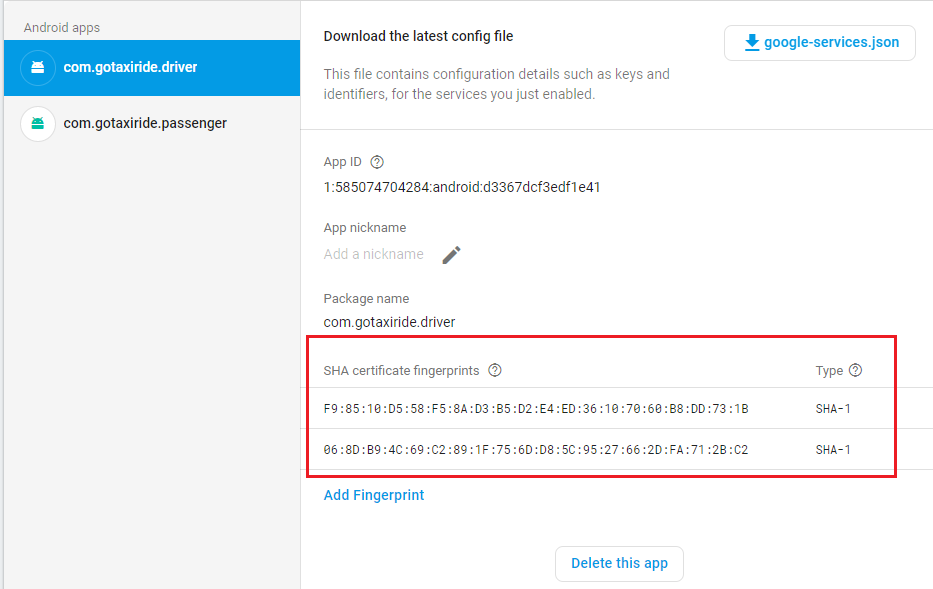 Android apps
com.gotaxiride.driver
com.gotaxiride.passenger
Download the latest config file
google-services.json
This file contains configuration details such as keys and
identifiers, for the services you just enabled.
App ID
1:585074704284:android:d3367dcf3edf1e41
App nickname
Add a nickname
Package name
com.gotaxiride.driver
SHA certificate fingerprints Type
F9:85:10:D5:58:F5:8A:D3:B5:D2:E4:ED:36:10:70:60:B8:DD:73:1B SHA-1
06:8D:B9:4C:69:C2:89:1F:75:6D:D8:5C:95:27:66:2D:FA:71:2B:C2 SHA-1
Add Fingerprint
Delete this app